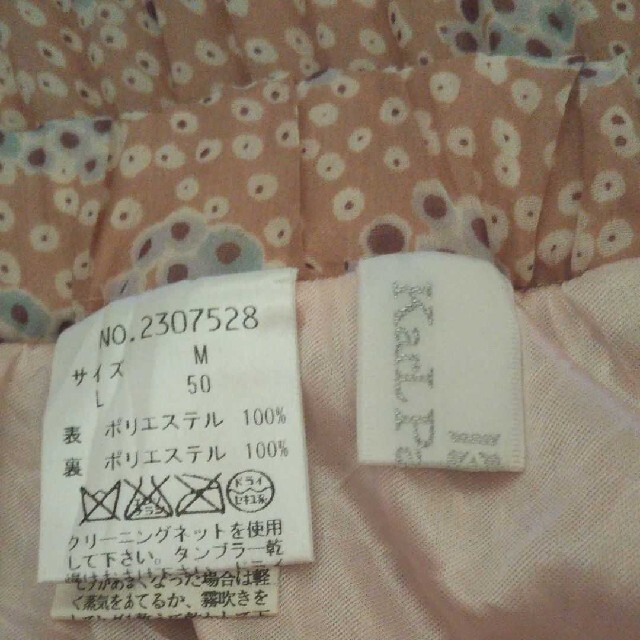 NO.2307528
サイズ M
L 50
表 ポリエステル 100%
裏 ポリエステル 100%
ドライ
クリーニングネットを使用
して下さい。タンブラー乾
なった場合は軽
く蒸気をあてるか、霧吹きを
KarL